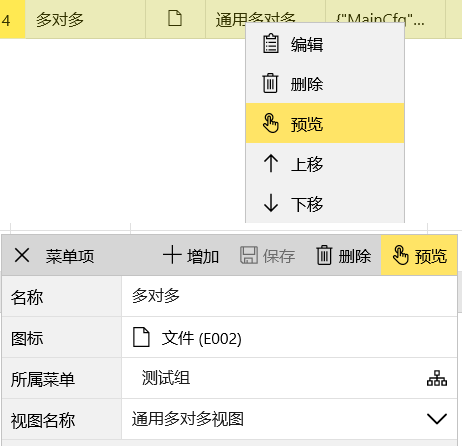 4 多对多 通用多对多 {"MainCfg"...
编辑
删除
预览
上移
下移
菜单项 增加 保存 删除 预览
名称 多对多
图标 文件 (E002)
所属菜单 测试组
视图名称 通用多对多视图